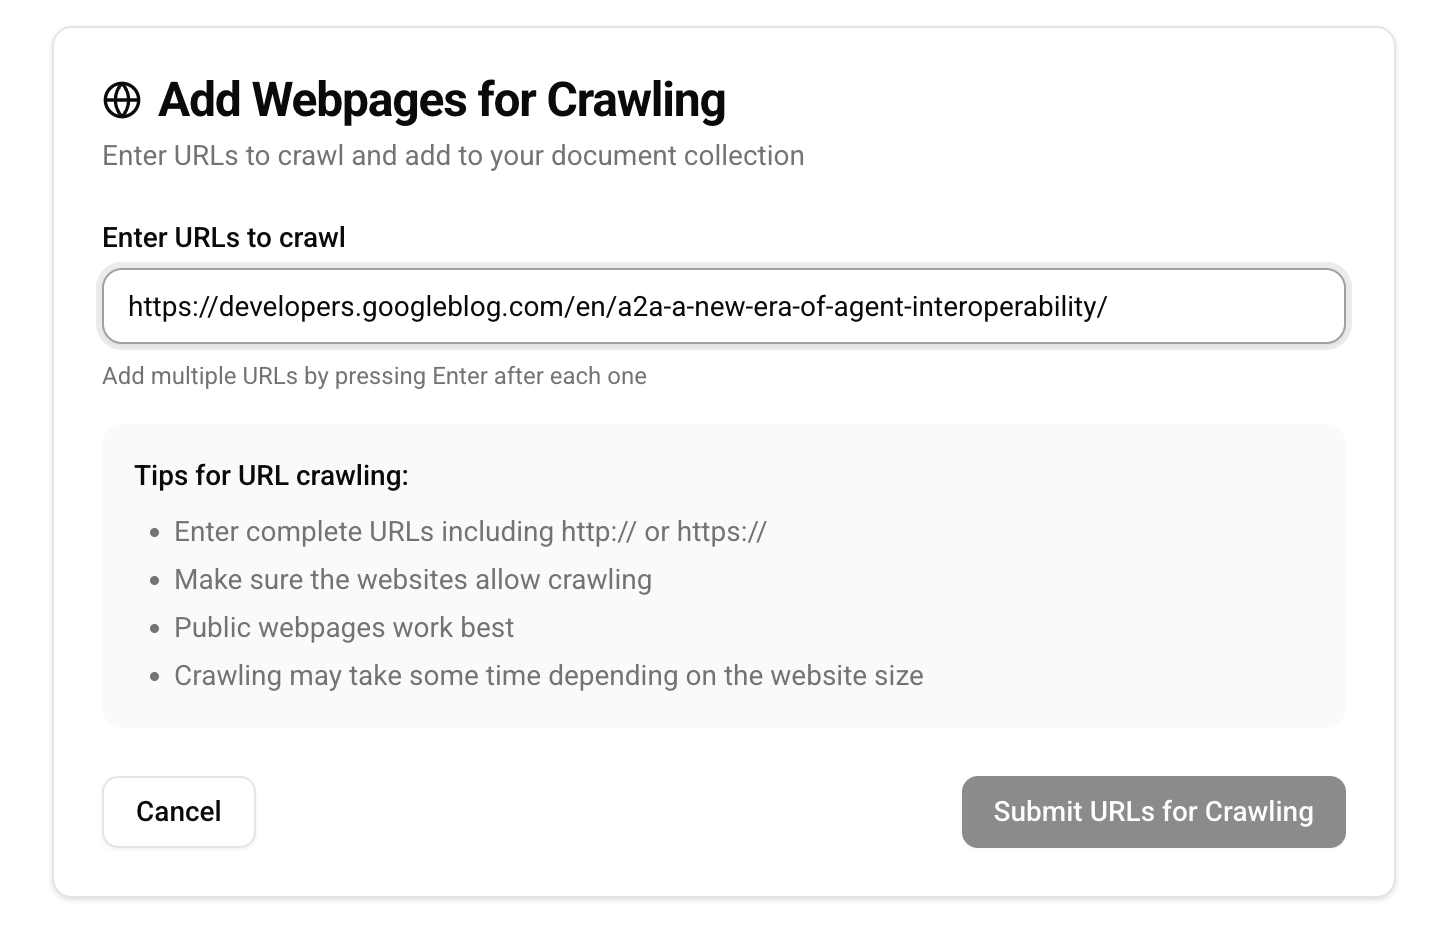 Add Webpages for Crawling
Enter URLs to crawl and add to your document collection
Enter URLs to crawl
https://developers.googleblog.com/en/a2a-a-new-era-of-agent-interoperability/
Add multiple URLs by pressing Enter after each one
Tips for URL crawling:
Enter complete URLs including http:// or https://
Make sure the websites allow crawling
Public webpages work best
Crawling may take some time depending on the website size
Cancel
Submit URLs for Crawling